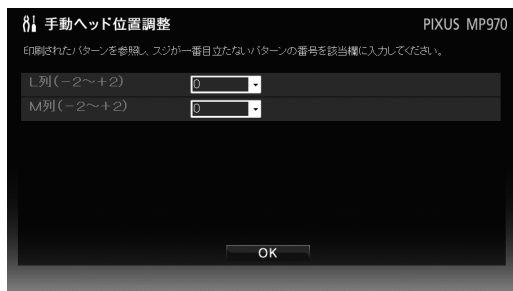 手動ヘッド位置調整
PIXUS MP970
印刷されたパターンを参照し、スジが一番目立たないパターンの番号を該当欄に入力してください。
L列(－2～＋2) 0
M列(－2～＋2) 0
OK